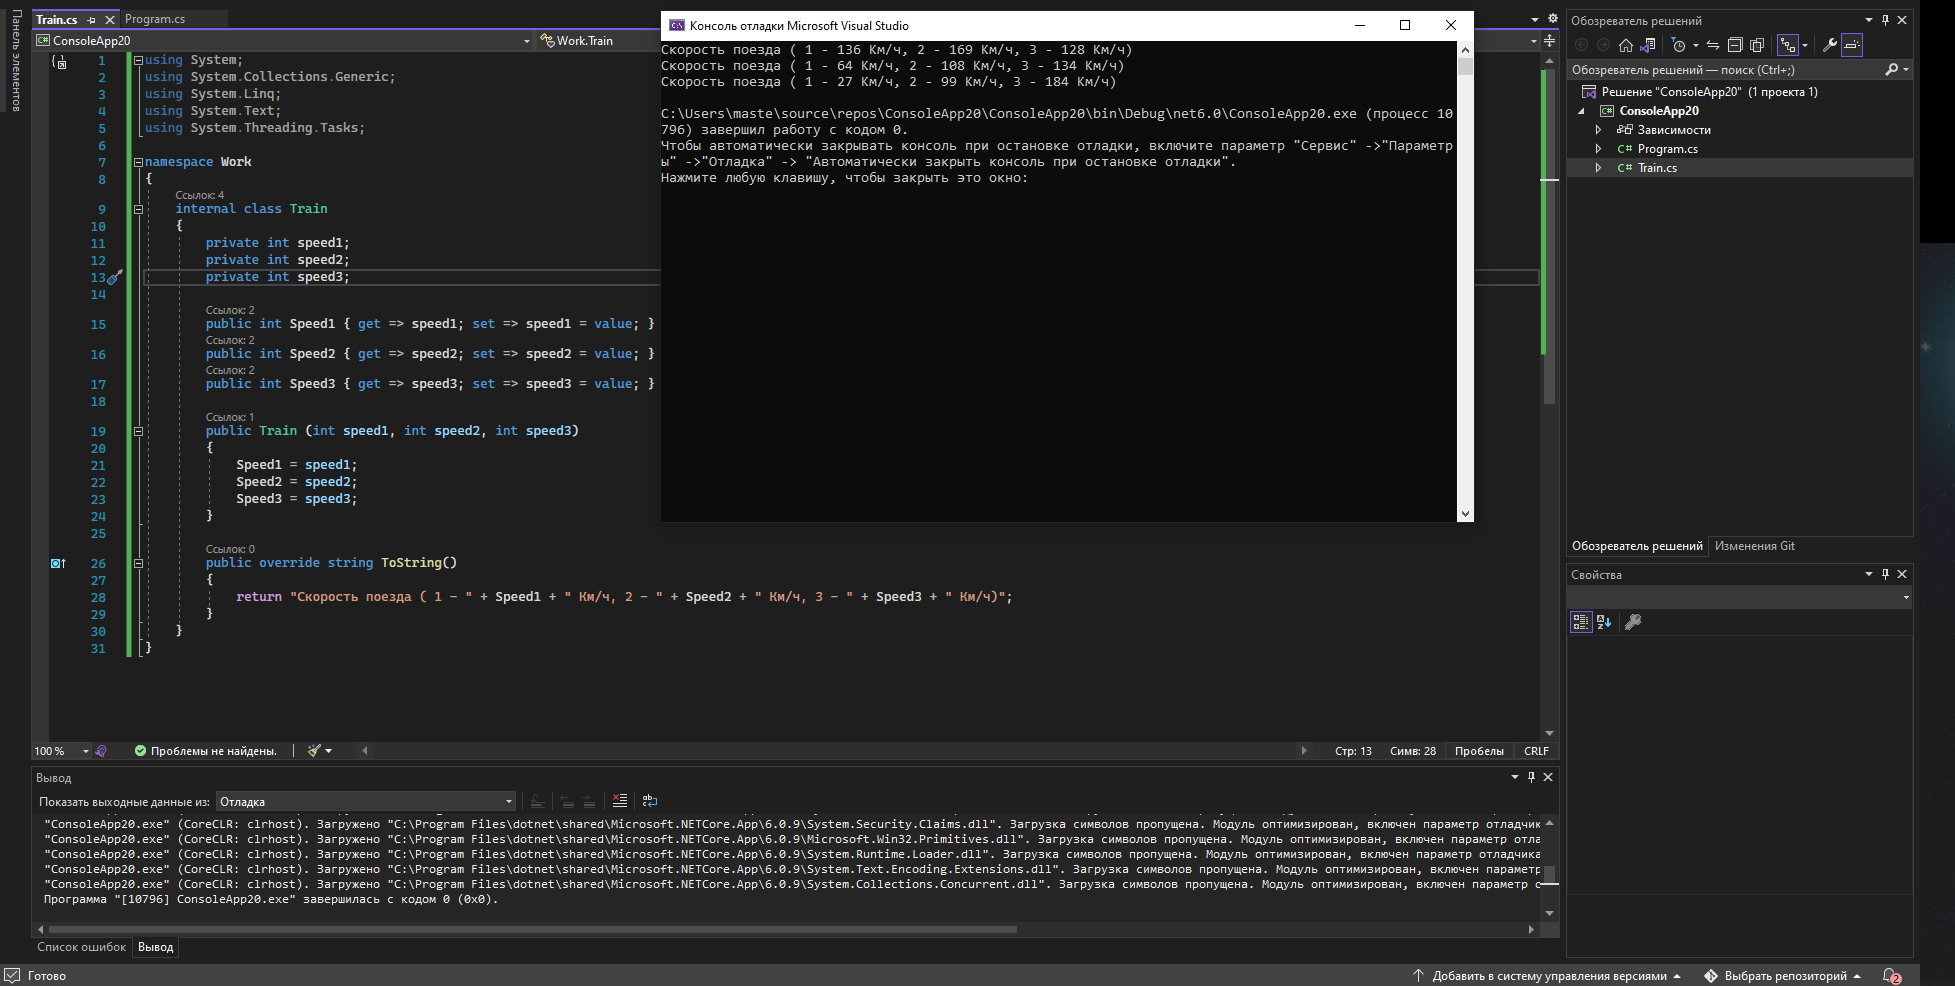 Панель элементов
Train.cs
Program.cs
ConsoleApp20
Work.Train
1 using System;
2 using System.Collections.Generic;
3 using System.Linq;
4 using System.Text;
5 using System.Threading.Tasks;
6
7 namespace Work
8 {
Ссылок: 4
9 internal class Train
10 {
11 private int speed1;
12 private int speed2;
13 private int speed3;
14
Ссылок: 2
15 public int Speed1 { get => speed1; set => speed1 = value; }
Ссылок: 2
16 public int Speed2 { get => speed2; set => speed2 = value; }
Ссылок: 2
17 public int Speed3 { get => speed3; set => speed3 = value; }
18
Ссылок: 1
19 public Train (int speed1, int speed2, int speed3)
20 {
21 Speed1 = speed1;
22 Speed2 = speed2;
23 Speed3 = speed3;
24 }
25
Ссылок: 0
26 public override string ToString()
27 {
28 return "Скорость поезда ( 1 - " + Speed1 + " Км/ч, 2 - " + Speed2 + " Км/ч, 3 - " + Speed3 + " Км/ч)";
29 }
30 }
31 }
Консоль отладки Microsoft Visual Studio
Скорость поезда ( 1 - 136 Км/ч, 2 - 169 Км/ч, 3 - 128 Км/ч)
Скорость поезда ( 1 - 64 Км/ч, 2 - 108 Км/ч, 3 - 134 Км/ч)
Скорость поезда ( 1 - 27 Км/ч, 2 - 99 Км/ч, 3 - 184 Км/ч)
C:\Users\maste\source\repos\ConsoleApp20\ConsoleApp20\bin\Debug\net6.0\ConsoleApp20.exe (процесс 10
796) завершил работу с кодом 0.
Чтобы автоматически закрывать консоль при остановке отладки, включите параметр "Сервис" ->"Параметр
ы" ->"Отладка" -> "Автоматически закрыть консоль при остановке отладки".
Нажмите любую клавишу, чтобы закрыть это окно:
100 %
Проблемы не найдены.
Стр: 13 Симв: 28 Пробелы CRLF
Вывод
Показать выходные данные из: Отладка
"ConsoleApp20.exe" (CoreCLR: clrhost). Загружено "C:\Program Files\dotnet\shared\Microsoft.NETCore.App\6.0.9\System.Security.Claims.dll". Загрузка символов пропущена. Модуль оптимизирован, включен параметр отладчик
"ConsoleApp20.exe" (CoreCLR: clrhost). Загружено "C:\Program Files\dotnet\shared\Microsoft.NETCore.App\6.0.9\Microsoft.Win32.Primitives.dll". Загрузка символов пропущена. Модуль оптимизирован, включен параметр отла
"ConsoleApp20.exe" (CoreCLR: clrhost). Загружено "C:\Program Files\dotnet\shared\Microsoft.NETCore.App\6.0.9\System.Runtime.Loader.dll". Загрузка символов пропущена. Модуль оптимизирован, включен параметр отладчика
"ConsoleApp20.exe" (CoreCLR: clrhost). Загружено "C:\Program Files\dotnet\shared\Microsoft.NETCore.App\6.0.9\System.Text.Encoding.Extensions.dll". Загрузка символов пропущена. Модуль оптимизирован, включен параметр
"ConsoleApp20.exe" (CoreCLR: clrhost). Загружено "C:\Program Files\dotnet\shared\Microsoft.NETCore.App\6.0.9\System.Collections.Concurrent.dll". Загрузка символов пропущена. Модуль оптимизирован, включен параметр о
Программа "[10796] ConsoleApp20.exe" завершилась с кодом 0 (0x0).
Список ошибок Вывод
Обозреватель решений
Обозреватель решений — поиск (Ctrl+;)
Решение "ConsoleApp20" (1 проекта 1)
ConsoleApp20
Зависимости
C# Program.cs
C# Train.cs
Обозреватель решений Изменения Git
Свойства
Готово
Добавить в систему управления версиями
Выбрать репозиторий
2